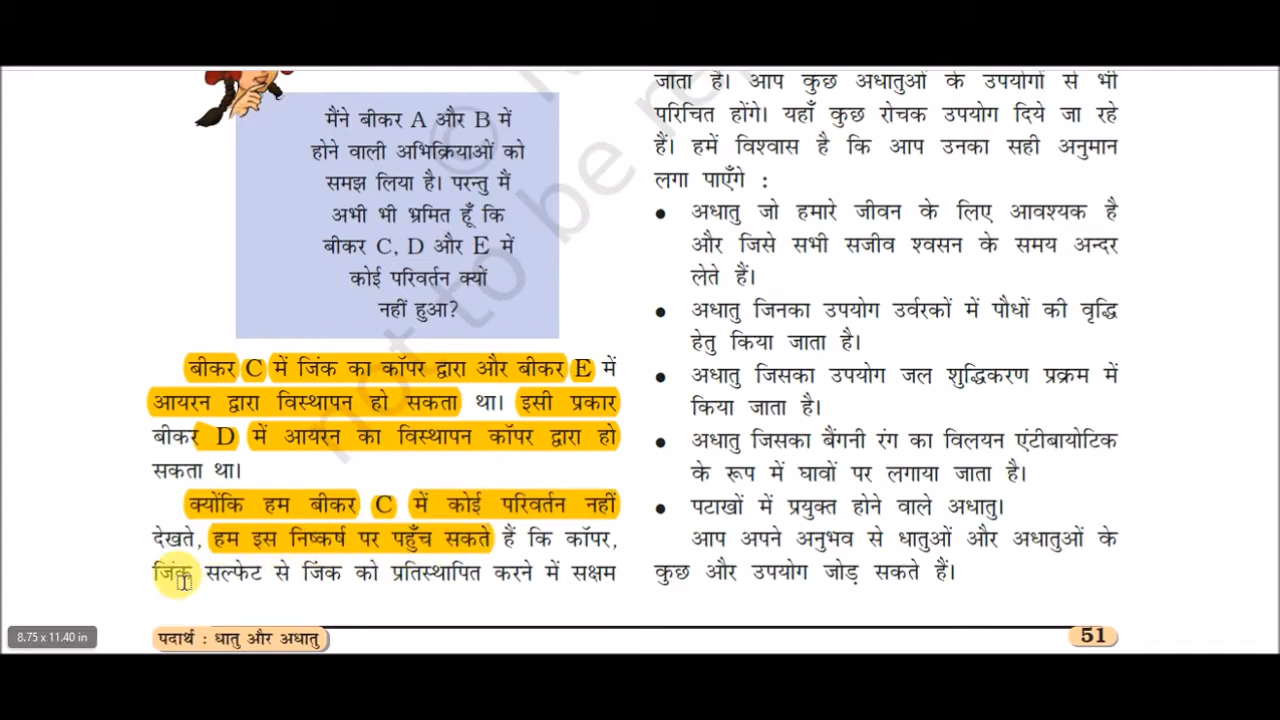 मैंने बीकर A और B में
होने वाली अभिक्रियाओं को
समझ लिया है। परन्तु मैं
अभी भी भ्रमित हूँ कि
बीकर C, D और E में
कोई परिवर्तन क्यों
नहीं हुआ?
बीकर C में जिंक का कॉपर द्वारा और बीकर E में
आयरन द्वारा विस्थापन हो सकता था। इसी प्रकार
बीकर D में आयरन का विस्थापन कॉपर द्वारा हो
सकता था।
क्योंकि हम बीकर C में कोई परिवर्तन नहीं
देखते, हम इस निष्कर्ष पर पहुँच सकते हैं कि कॉपर,
जिंक सल्फेट से जिंक को प्रतिस्थापित करने में सक्षम
जाता है। आप कुछ अधातुओं के उपयोगों से भी
परिचित होंगे। यहाँ कुछ रोचक उपयोग दिये जा रहे
हैं। हमें विश्वास है कि आप उनका सही अनुमान
लगा पाएँगे :
• अधातु जो हमारे जीवन के लिए आवश्यक है
और जिसे सभी सजीव श्वसन के समय अन्दर
लेते हैं।
• अधातु जिनका उपयोग उर्वरकों में पौधों की वृद्धि
हेतु किया जाता है।
• अधातु जिसका उपयोग जल शुद्धिकरण प्रक्रम में
किया जाता है।
• अधातु जिसका बैंगनी रंग का विलयन एंटीबायोटिक
के रूप में घावों पर लगाया जाता है।
• पटाखों में प्रयुक्त होने वाले अधातु।
आप अपने अनुभव से धातुओं और अधातुओं के
कुछ और उपयोग जोड़ सकते हैं।
8.75 x 11.40 in
पदार्थ : धातु और अधातु
51
not to be re